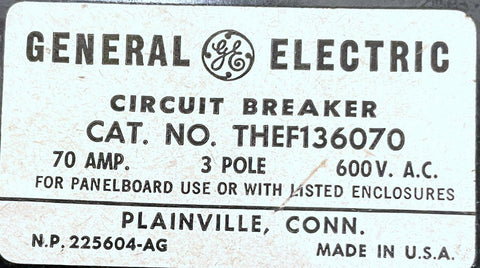 GENERAL GE ELECTRIC
CIRCUIT BREAKER
CAT. NO. THEF136070
70 AMP. 3 POLE 600 V. A.C.
FOR PANELBOARD USE OR WITH LISTED ENCLOSURES
PLAINVILLE, CONN.
N.P. 225604-AG MADE IN U.S.A.